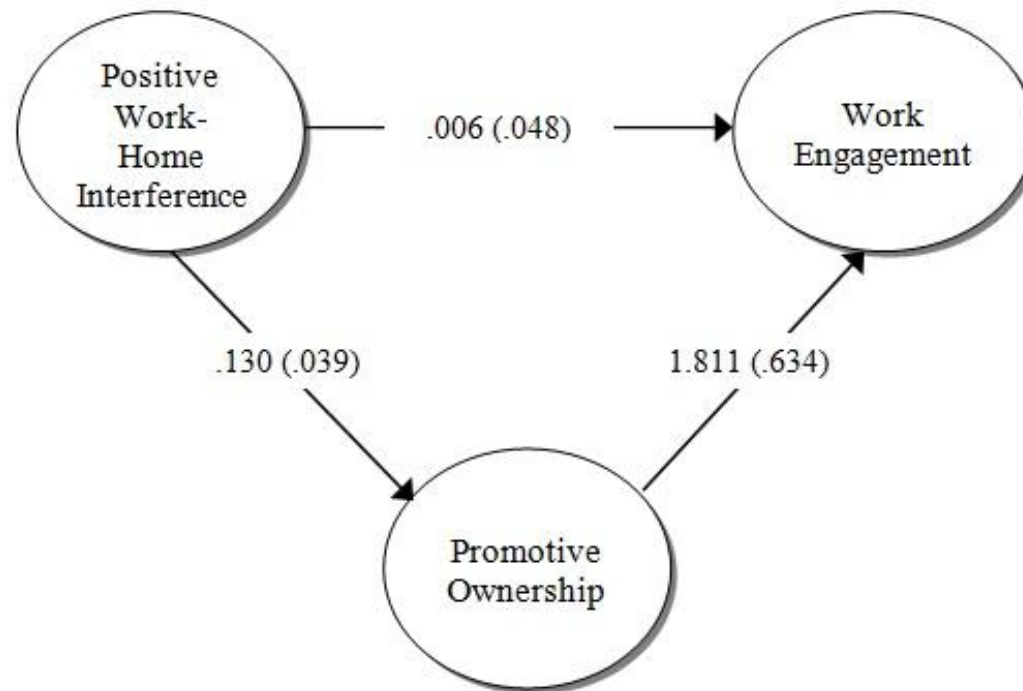 Positive
Work-
Home
Interference
.006 (.048)
Work
Engagement
.130 (.039)
1.811 (.634)
Promotive
Ownership